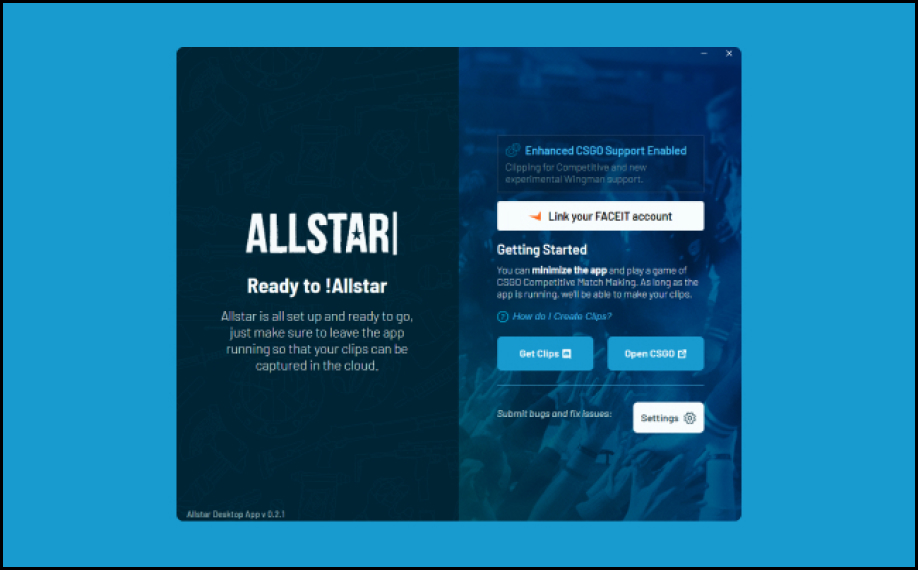 ALLSTAR
Ready to !Allstar
Allstar is all set up and ready to go,
just make sure to leave the app
running so that your clips can be
captured in the cloud.
Allstar Desktop App v 0.2.1
Enhanced CSGO Support Enabled
Clipping for Competitive and new
experimental Wingman support.
Link your FACEIT account
Getting Started
You can minimize the app and play a game of
CSGO Competitive Match Making. As long as the
app is running, we'll be able to make your clips.
? How do I Create Clips?
Get Clips
Open CSGO
Submit bugs and fix issues:
Settings